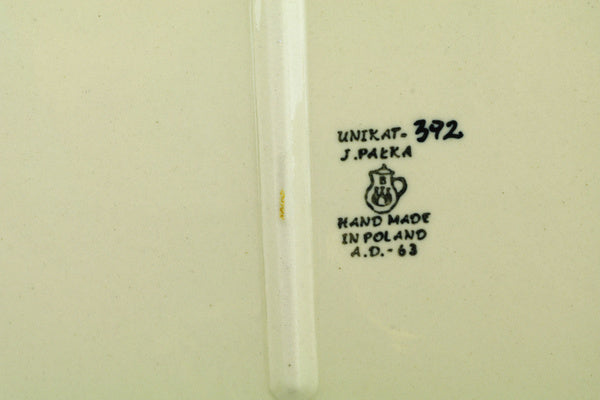 UNIKAT-392
J. PAŁKA
B
HAND MADE
IN POLAND
A.D.-63